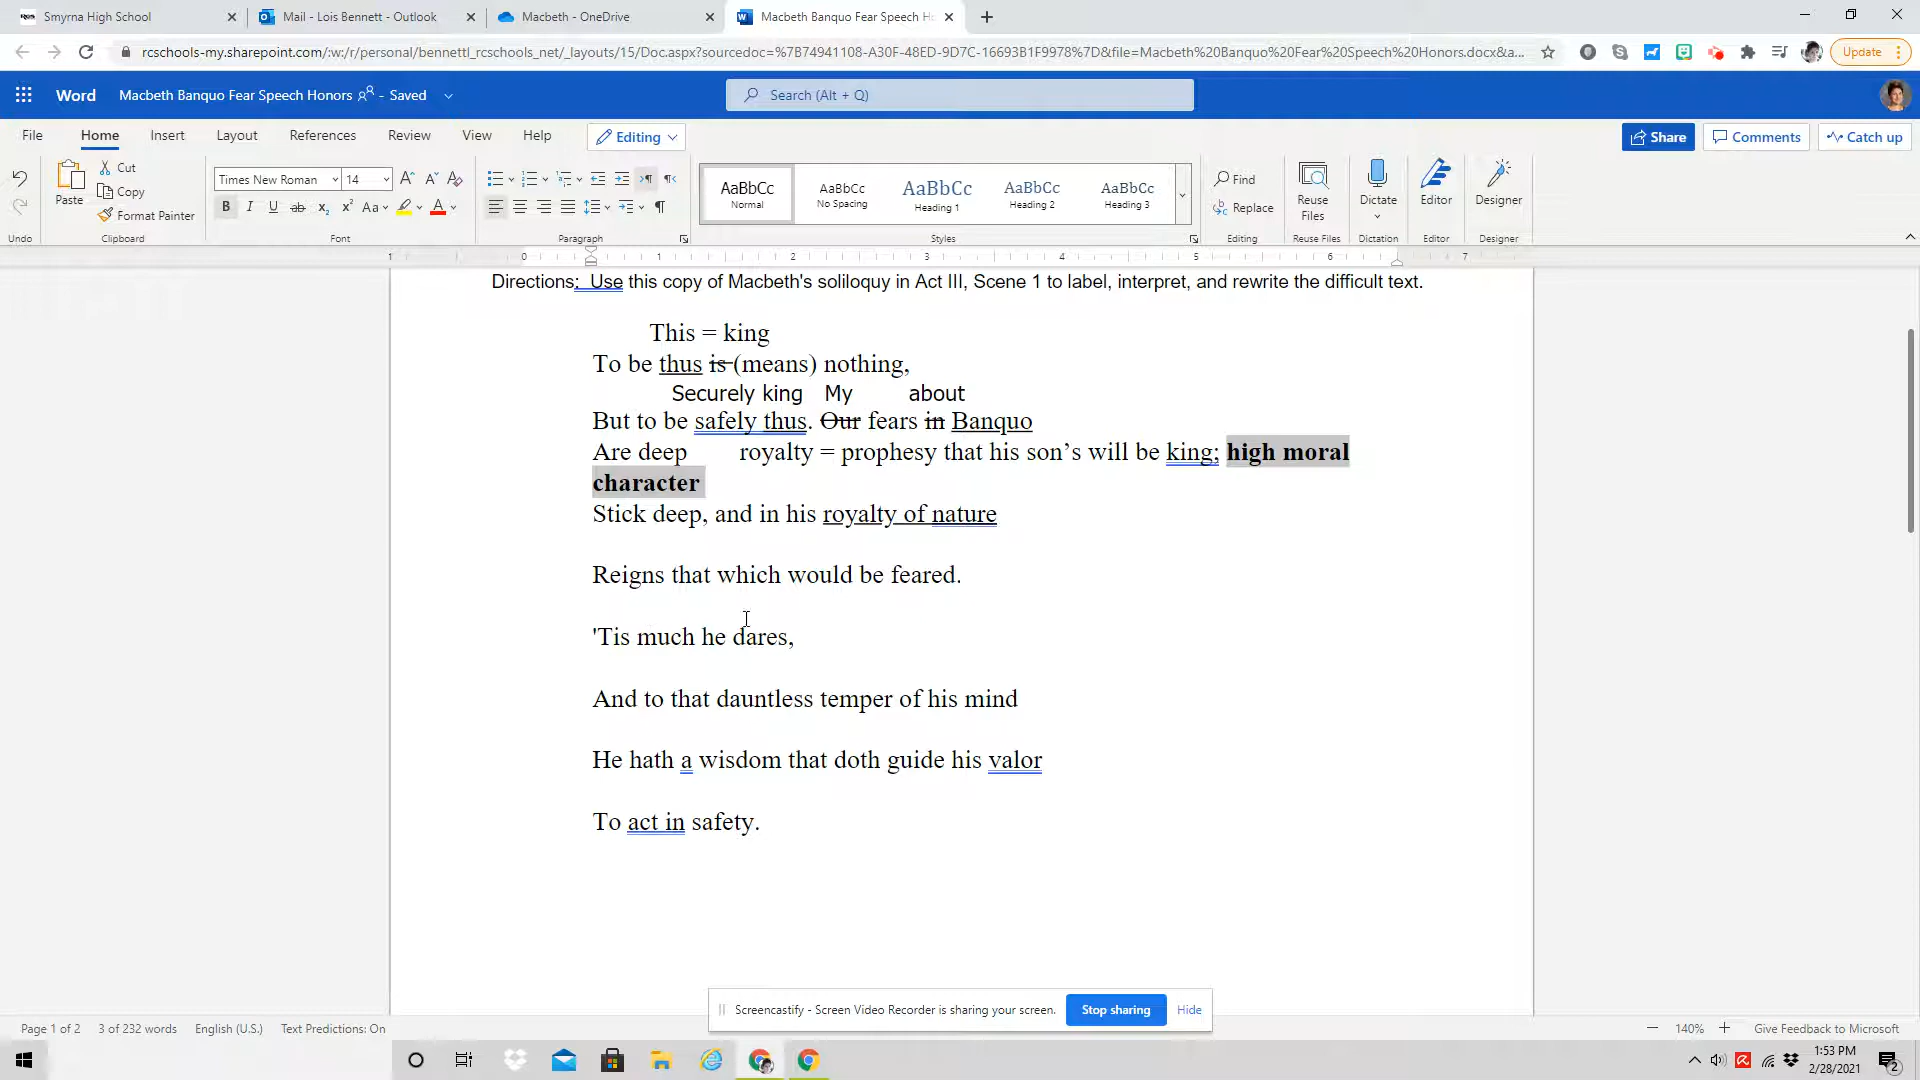 Smyrna High School
Mail - Lois Bennett - Outlook
Macbeth - OneDrive
Macbeth Banquo Fear Speech H
rcschools-my.sharepoint.com/:w:/r/personal/bennettl_rcschools_net/_layouts/15/Doc.aspx?sourcedoc=%7B74941108-A30F-48ED-9D7C-16693B1F9978%7D&file=Macbeth%20Banquo%20Fear%20Speech%20Honors.docx&a...
Update
Word
Macbeth Banquo Fear Speech Honors - Saved
Search (Alt + Q)
File Home Insert Layout References Review View Help Editing
Share Comments Catch up
Paste
Cut
Copy
Format Painter
Times New Roman 14
AaBbCc Normal
AaBbCc No Spacing
AaBbCc Heading 1
AaBbCc Heading 2
AaBbCc Heading 3
Find
Replace
Reuse Files
Dictate
Editor
Designer
Undo Clipboard Font Paragraph Styles Editing Reuse Files Dictation Editor Designer
1 0 1 2 3 4 5 6 7
Directions: Use this copy of Macbeth's soliloquy in Act III, Scene 1 to label, interpret, and rewrite the difficult text.
This = king
To be thus is (means) nothing,
Securely king My about
But to be safely thus. Our fears in Banquo
Are deep royalty = prophesy that his son’s will be king; high moral
character
Stick deep, and in his royalty of nature
Reigns that which would be feared.
'Tis much he dares,
And to that dauntless temper of his mind
He hath a wisdom that doth guide his valor
To act in safety.
Screencastify - Screen Video Recorder is sharing your screen. Stop sharing Hide
Page 1 of 2 3 of 232 words English (U.S.) Text Predictions: On
140% Give Feedback to Microsoft
1:53 PM
2/28/2021
2